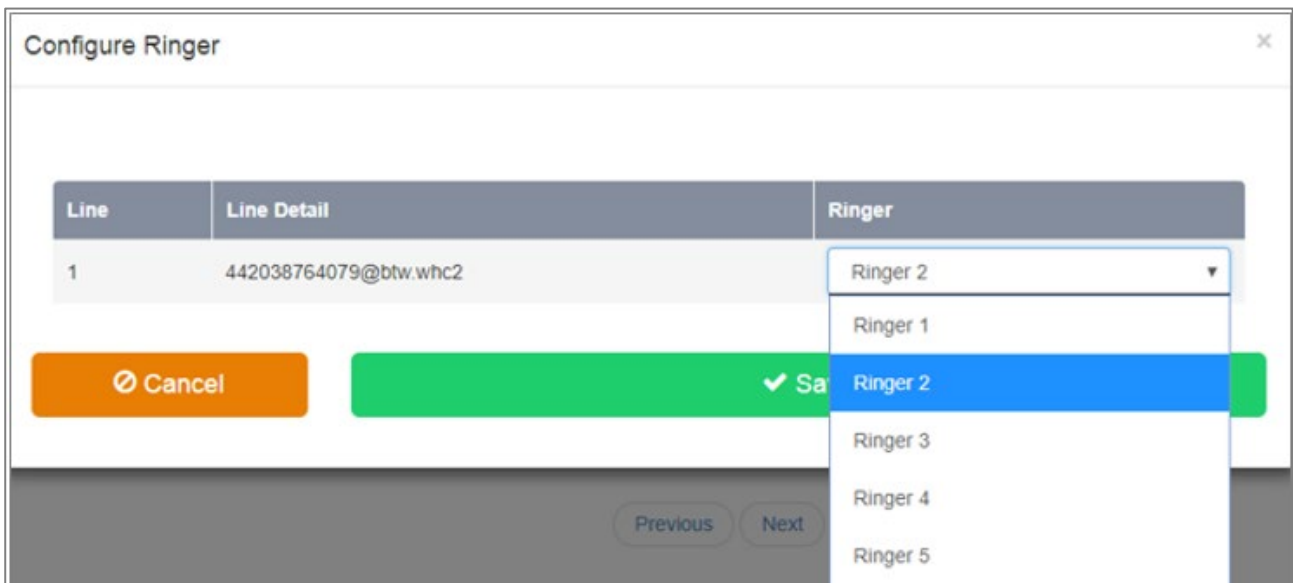 Configure Ringer ×
Line Line Detail Ringer
1 442038764079@btw.whc2 Ringer 2
Ringer 1
Cancel Sa Ringer 2
Ringer 3
Ringer 4
Previous Next
Ringer 5